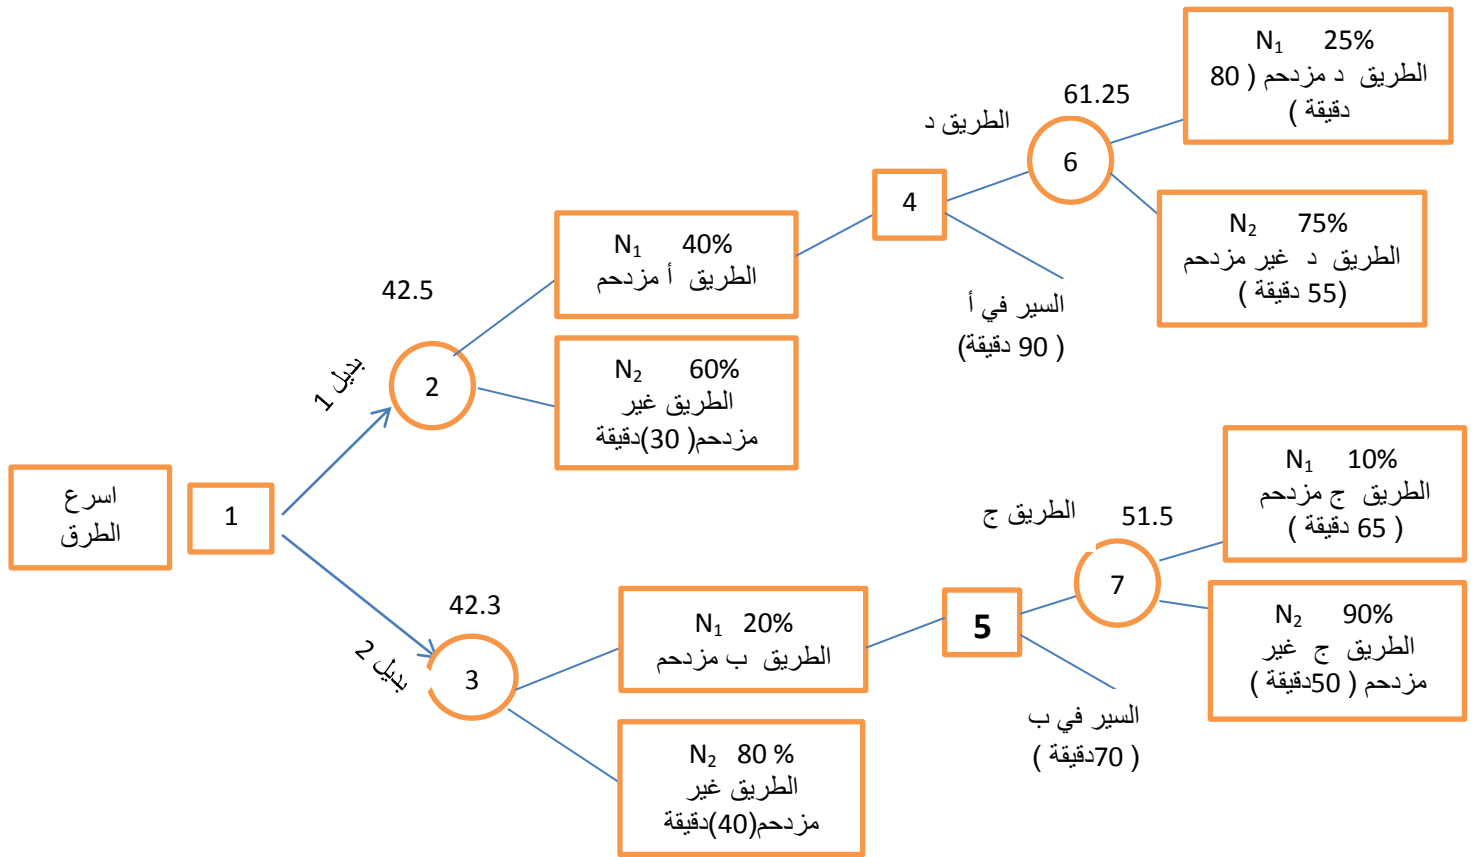 N₁ 25%
الطريق د مزدحم ( 80
دقيقة )
61.25
الطريق د
6
4
N₂ 75%
الطريق د غير مزدحم
(55 دقيقة )
N₁ 40%
الطريق أ مزدحم
42.5
السير في أ
( 90 دقيقة)
بديل 1
2
N₂ 60%
الطريق غير
مزدحم( 30)دقيقة
اسرع
الطرق
1
N₁ 10%
الطريق ج مزدحم
( 65 دقيقة )
الطريق ج
51.5
7
5
N₂ 90%
الطريق ج غير
مزدحم ( 50دقيقة )
42.3
N₁ 20%
الطريق ب مزدحم
بديل 2
3
السير في ب
( 70دقيقة )
N₂ 80 %
الطريق غير
مزدحم(40)دقيقة